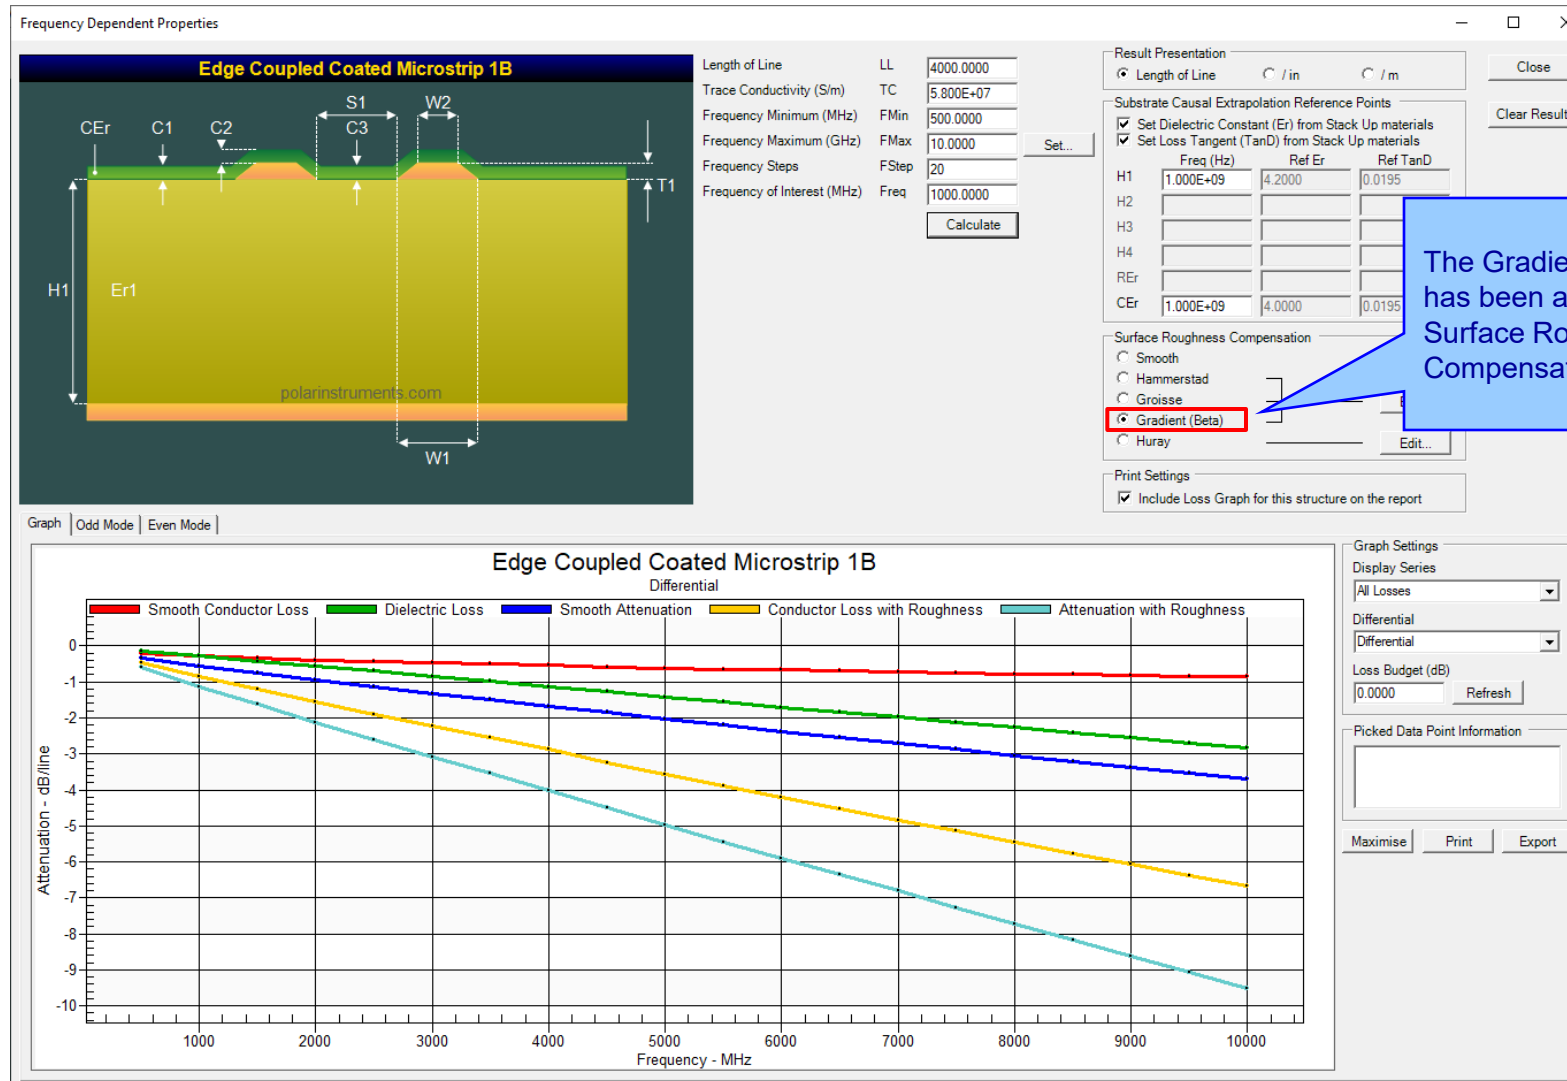 Frequency Dependent Properties
Edge Coupled Coated Microstrip 1B
S1 W2
CEr C1 C2 C3
T1
H1 Er1
polarinstruments.com
W1
Length of Line LL 4000.0000
Trace Conductivity (S/m) TC 5.800E+07
Frequency Minimum (MHz) FMin 500.0000
Frequency Maximum (GHz) FMax 10.0000 Set...
Frequency Steps FStep 20
Frequency of Interest (MHz) Freq 1000.0000
Calculate
Result Presentation
Length of Line / in / m
Close
Clear Result
Substrate Causal Extrapolation Reference Points
Set Dielectric Constant (Er) from Stack Up materials
Set Loss Tangent (TanD) from Stack Up materials
Freq (Hz) Ref Er Ref TanD
H1 1.000E+09 4.2000 0.0195
H2
H3
H4
REr
CEr 1.000E+09 4.0000 0.0195
The
has been
Surface
Surface Roughness Compensation
Smooth
Hammerstad
Groisse
Gradient (Beta)
Huray Edit...
Print Settings
Include Loss Graph for this structure on the report
Graph Odd Mode Even Mode
Edge Coupled Coated Microstrip 1B
Differential
Smooth Conductor Loss Dielectric Loss Smooth Attenuation Conductor Loss with Roughness Attenuation with Roughness
0
-1
-2
-3
-4
-5
-6
-7
-8
-9
-10
Attenuation - dB/line
1000 2000 3000 4000 5000 6000 7000 8000 9000 10000
Frequency - MHz
Graph Settings
Display Series
All Losses
Differential
Differential
Loss Budget (dB)
0.0000 Refresh
Picked Data Point Information
Maximise Print Export